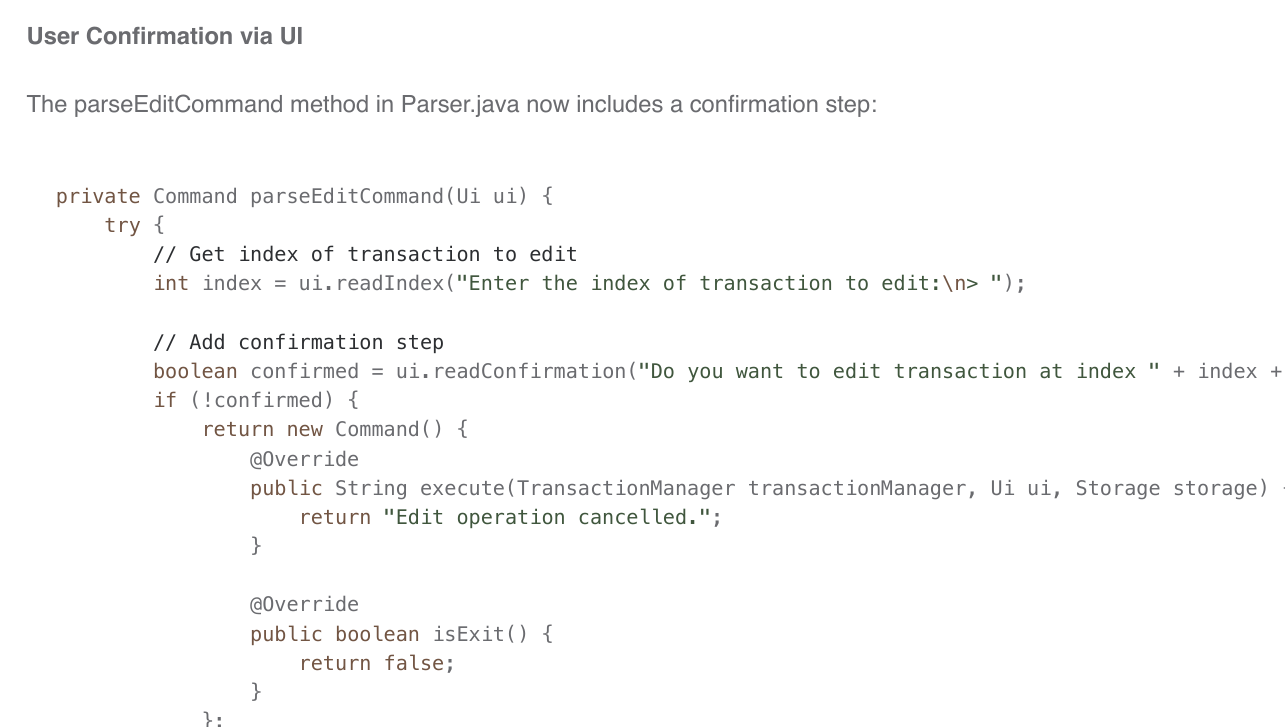 User Confirmation via UI
The parseEditCommand method in Parser.java now includes a confirmation step:
private Command parseEditCommand(Ui ui) {
try {
// Get index of transaction to edit
int index = ui.readIndex("Enter the index of transaction to edit:\n> ");
// Add confirmation step
boolean confirmed = ui.readConfirmation("Do you want to edit transaction at index " + index +
if (!confirmed) {
return new Command() {
@Override
public String execute(TransactionManager transactionManager, Ui ui, Storage storage) {
return "Edit operation cancelled.";
}
@Override
public boolean isExit() {
return false;
}
};